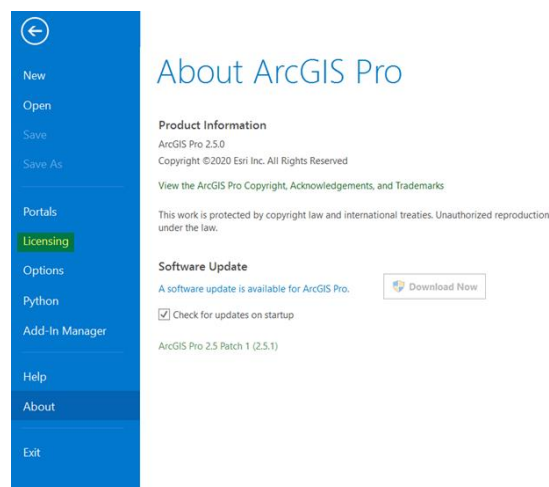 New
Open
Save
Save As
Portals
Licensing
Options
Python
Add-In Manager
Help
About
Exit
About ArcGIS Pro
Product Information
ArcGIS Pro 2.5.0
Copyright ©2020 Esri Inc. All Rights Reserved
View the ArcGIS Pro Copyright, Acknowledgements, and Trademarks
This work is protected by copyright law and international treaties. Unauthorized reproduction
under the law.
Software Update
A software update is available for ArcGIS Pro.
Download Now
Check for updates on startup
ArcGIS Pro 2.5 Patch 1 (2.5.1)